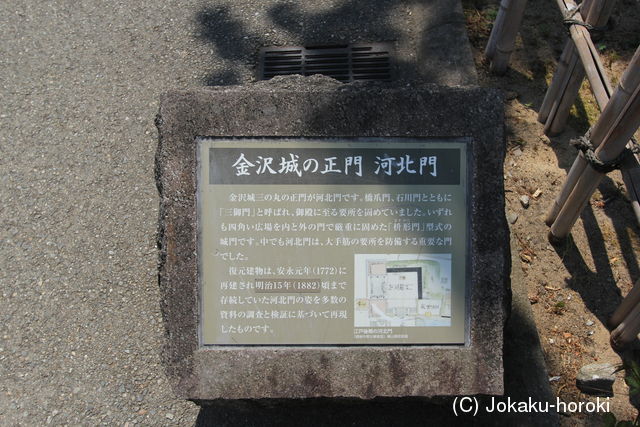 金沢城の正門 河北門
金沢城三の丸の正門が河北門です。橋爪門、石川門とともに
「三御門」と呼ばれ、御殿に至る要所を固めていました。いずれ
も四角い広場を内と外の門で厳重に固めた「枡形門」型式の
城門です。中でも河北門は、大手筋の要所を防備する重要な門
でした。
復元建物は、安永元年(1772)に
再建され明治15年(1882)頃まで
存続していた河北門の姿を多数の
資料の調査と検証に基づいて再現
したものです。
江戸後期の河北門
(C) Jokaku-horoki